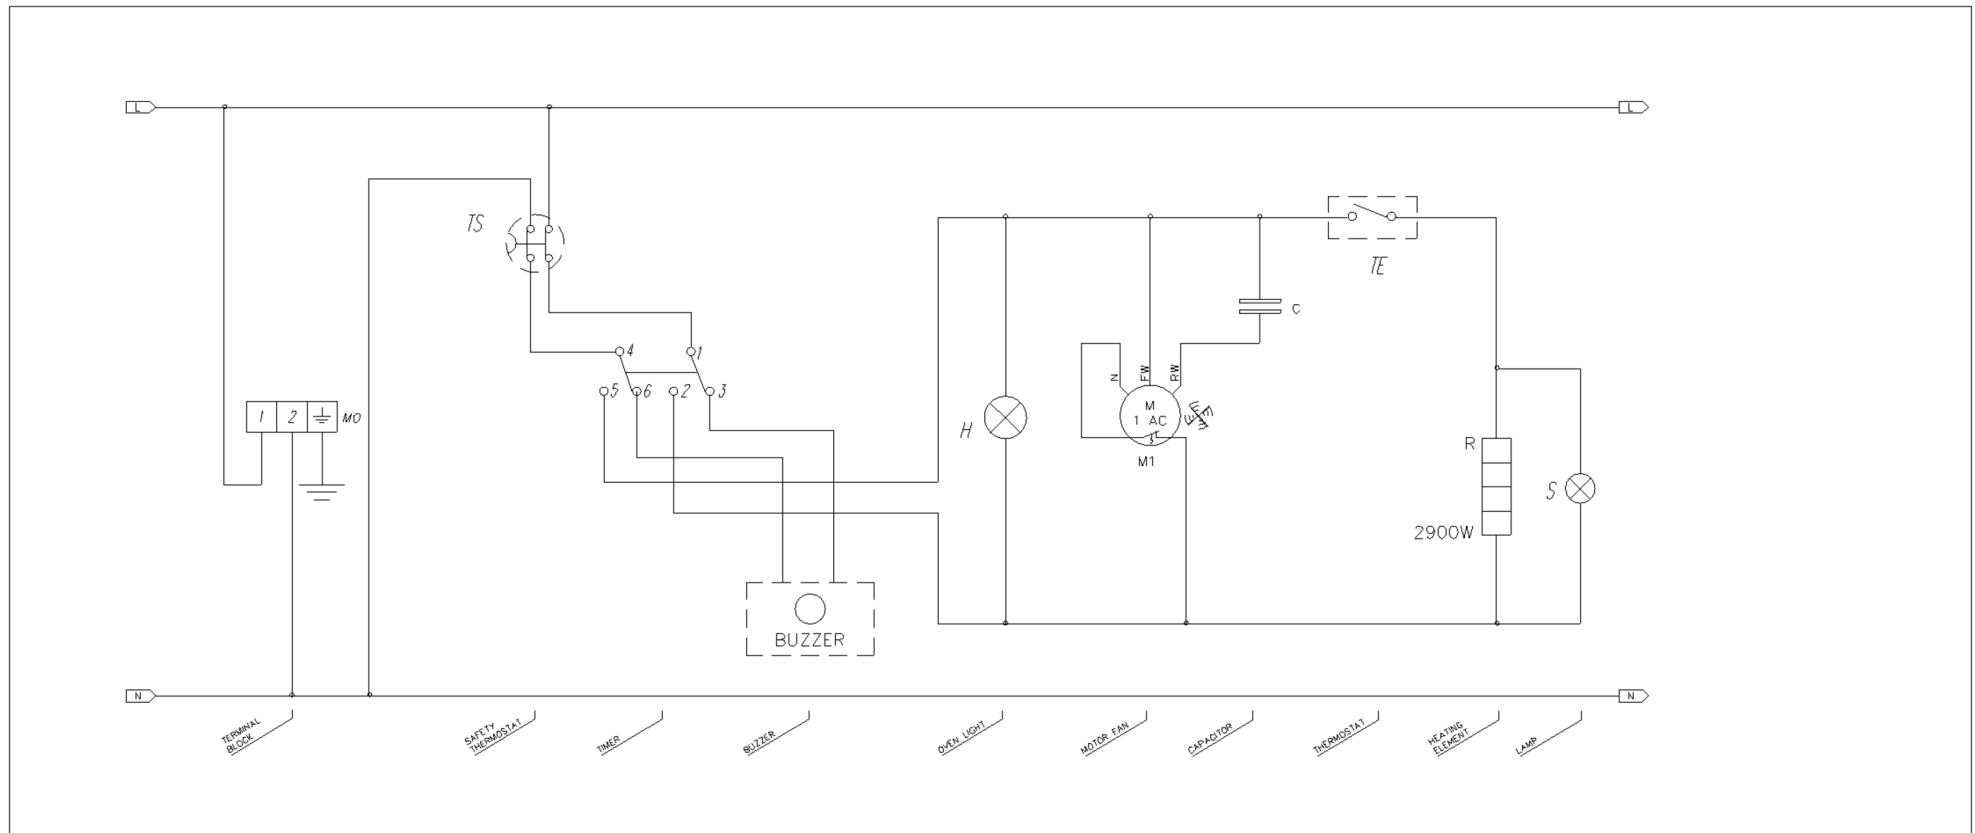 L
L
TS
TE
C
4
1
5
6
2
3
N
FW
RW
1
2
MO
M
1 AC
H
M1
R
S
2900W
BUZZER
N
N
TERMINAL
BLOCK
SAFETY
THERMOSTAT
TIMER
BUZZER
OVEN LIGHT
MOTOR FAN
CAPACITOR
THERMOSTAT
HEATING
ELEMENT
LAMP